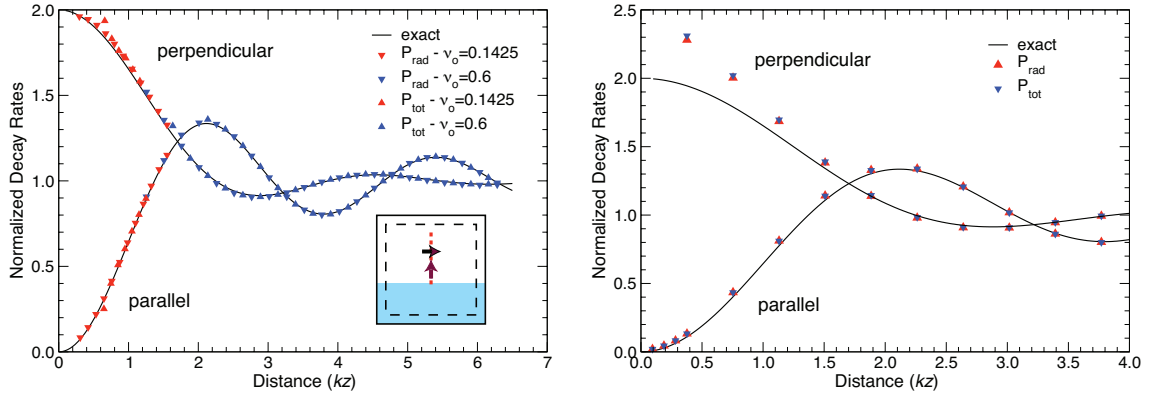 2.0
1.5
1.0
0.5
0.0
Normalized Decay Rates
perpendicular
parallel
exact
P_rad - ν_o=0.1425
P_rad - ν_o=0.6
P_tot - ν_o=0.1425
P_tot - ν_o=0.6
0 1 2 3 4 5 6 7
Distance (kz)
2.5
2.0
1.5
1.0
0.5
0.0
Normalized Decay Rates
perpendicular
parallel
exact
P_rad
P_tot
0.0 0.5 1.0 1.5 2.0 2.5 3.0 3.5 4.0
Distance (kz)